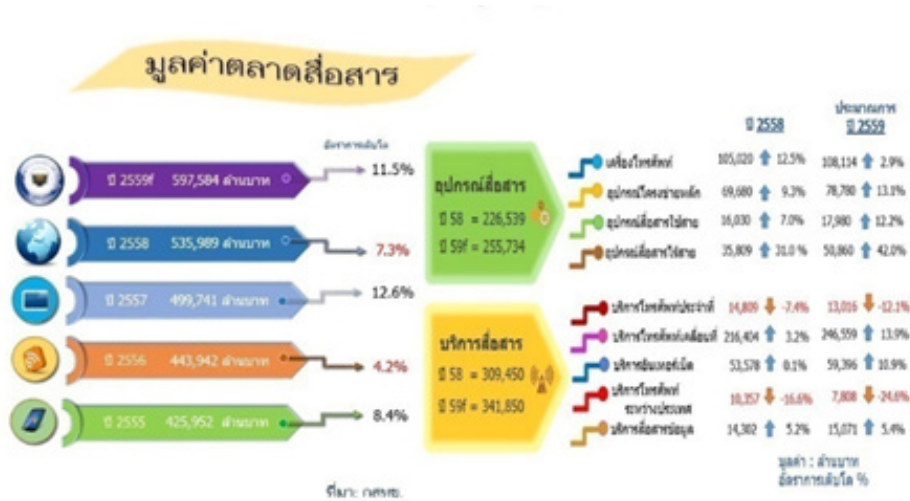 มูลค่าตลาดสื่อสาร
อัตราการเติบโต
ปี 2559f 597,584 ล้านบาท 11.5%
ปี 2558 535,989 ล้านบาท 7.3%
ปี 2557 499,741 ล้านบาท 12.6%
ปี 2556 443,942 ล้านบาท 4.2%
ปี 2555 425,952 ล้านบาท 8.4%
ที่มา: กสทช.
อุปกรณ์สื่อสาร
ปี 58 = 226,539
ปี 59f = 255,734
บริการสื่อสาร
ปี 58 = 309,450
ปี 59f = 341,850
ประมาณการ
ปี 2558 ปี 2559
เครื่องโทรศัพท์ 105,020 12.5% 108,114 2.9%
อุปกรณ์โครงข่ายหลัก 69,680 9.3% 78,780 13.1%
อุปกรณ์สื่อสารใช้สาย 16,030 7.0% 17,980 12.2%
อุปกรณ์สื่อสารไร้สาย 35,809 31.0 % 50,860 42.0%
บริการโทรศัพท์ประจำที่ 14,809 -7.4% 13,016 -12.1%
บริการโทรศัพท์เคลื่อนที่ 216,404 3.2% 246,559 13.9%
บริการอินเทอร์เน็ต 53,578 0.1% 59,396 10.9%
บริการโทรศัพท์
ระหว่างประเทศ 10,357 -16.6% 7,808 -24.6%
บริการสื่อสารข้อมูล 14,302 5.2% 15,071 5.4%
มูลค่า : ล้านบาท
อัตราการเติบโต %